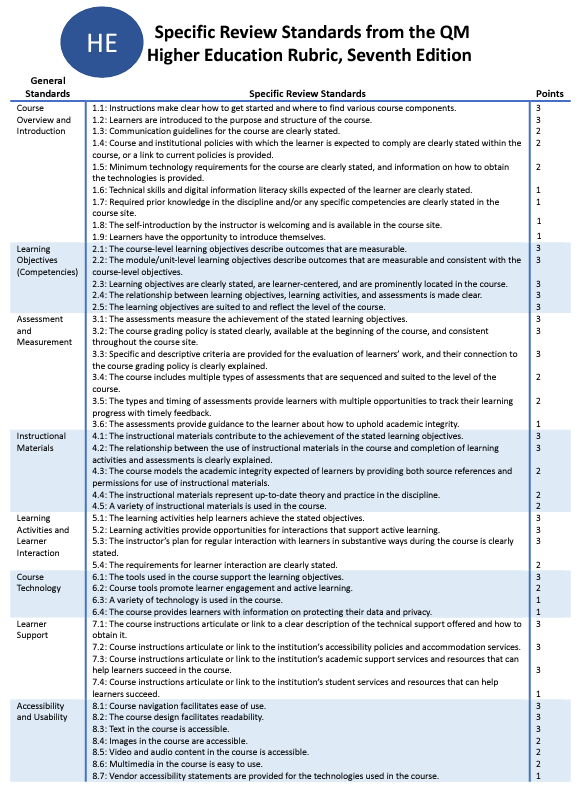 HE
Specific Review Standards from the QM
Higher Education Rubric, Seventh Edition
General
Standards Specific Review Standards Points
Course 1.1: Instructions make clear how to get started and where to find various course components. 3
Overview and 1.2: Learners are introduced to the purpose and structure of the course. 3
Introduction 1.3: Communication guidelines for the course are clearly stated. 2
1.4: Course and institutional policies with which the learner is expected to comply are clearly stated within 2
the course, or a link to current policies is provided.
1.5: Minimum technology requirements for the course are clearly stated, and information on how to obtain 2
the technologies is provided.
1.6: Technical skills and digital information literacy skills expected of the learner are clearly stated. 1
1.7: Required prior knowledge in the discipline and/or any specific competencies are clearly stated in the 1
course site.
1.8: The self-introduction by the instructor is welcoming and is available in the course site. 1
1.9: Learners have the opportunity to introduce themselves. 1
Learning 2.1: The course-level learning objectives describe outcomes that are measurable. 3
Objectives 2.2: The module/unit-level learning objectives describe outcomes that are measurable and consistent with the 3
(Competencies) course-level objectives.
2.3: Learning objectives are clearly stated, are learner-centered, and are prominently located in the course. 3
2.4: The relationship between learning objectives, learning activities, and assessments is made clear. 3
2.5: The learning objectives are suited to and reflect the level of the course. 3
Assessment 3.1: The assessments measure the achievement of the stated learning objectives. 3
and 3.2: The course grading policy is stated clearly, available at the beginning of the course, and consistent 3
Measurement throughout the course site.
3.3: Specific and descriptive criteria are provided for the evaluation of learners' work, and their connection to 3
the course grading policy is clearly explained.
3.4: The course includes multiple types of assessments that are sequenced and suited to the level of the 2
course.
3.5: The types and timing of assessments provide learners with multiple opportunities to track their learning 2
progress with timely feedback.
3.6: The assessments provide guidance to the learner about how to uphold academic integrity. 1
Instructional 4.1: The instructional materials contribute to the achievement of the stated learning objectives. 3
Materials 4.2: The relationship between the use of instructional materials in the course and completion of learning 3
activities and assessments is clearly explained.
4.3: The course models the academic integrity expected of learners by providing both source references and 2
permissions for use of instructional materials.
4.4: The instructional materials represent up-to-date theory and practice in the discipline. 2
4.5: A variety of instructional materials is used in the course. 2
Learning 5.1: The learning activities help learners achieve the stated objectives. 3
Activities and 5.2: Learning activities provide opportunities for interactions that support active learning. 3
Learner 5.3: The instructor's plan for regular interaction with learners in substantive ways during the course is clearly 3
Interaction stated.
5.4: The requirements for learner interaction are clearly stated. 2
Course 6.1: The tools used in the course support the learning objectives. 3
Technology 6.2: Course tools promote learner engagement and active learning. 2
6.3: A variety of technology is used in the course. 1
6.4: The course provides learners with information on protecting their data and privacy. 1
Learner 7.1: The course instructions articulate or link to a clear description of the technical support offered and how to 3
Support obtain it.
7.2: Course instructions articulate or link to the institution's accessibility policies and accommodation services. 3
7.3: Course instructions articulate or link to the institution's academic support services and resources that can
help learners succeed in the course. 3
7.4: Course instructions articulate or link to the institution's student services and resources that can help
learners succeed. 1
Accessibility 8.1: Course navigation facilitates ease of use. 3
and Usability 8.2: The course design facilitates readability. 3
8.3: Text in the course is accessible. 3
8.4: Images in the course are accessible. 2
8.5: Video and audio content in the course is accessible. 2
8.6: Multimedia in the course is easy to use. 2
8.7: Vendor accessibility statements are provided for the technologies used in the course. 1